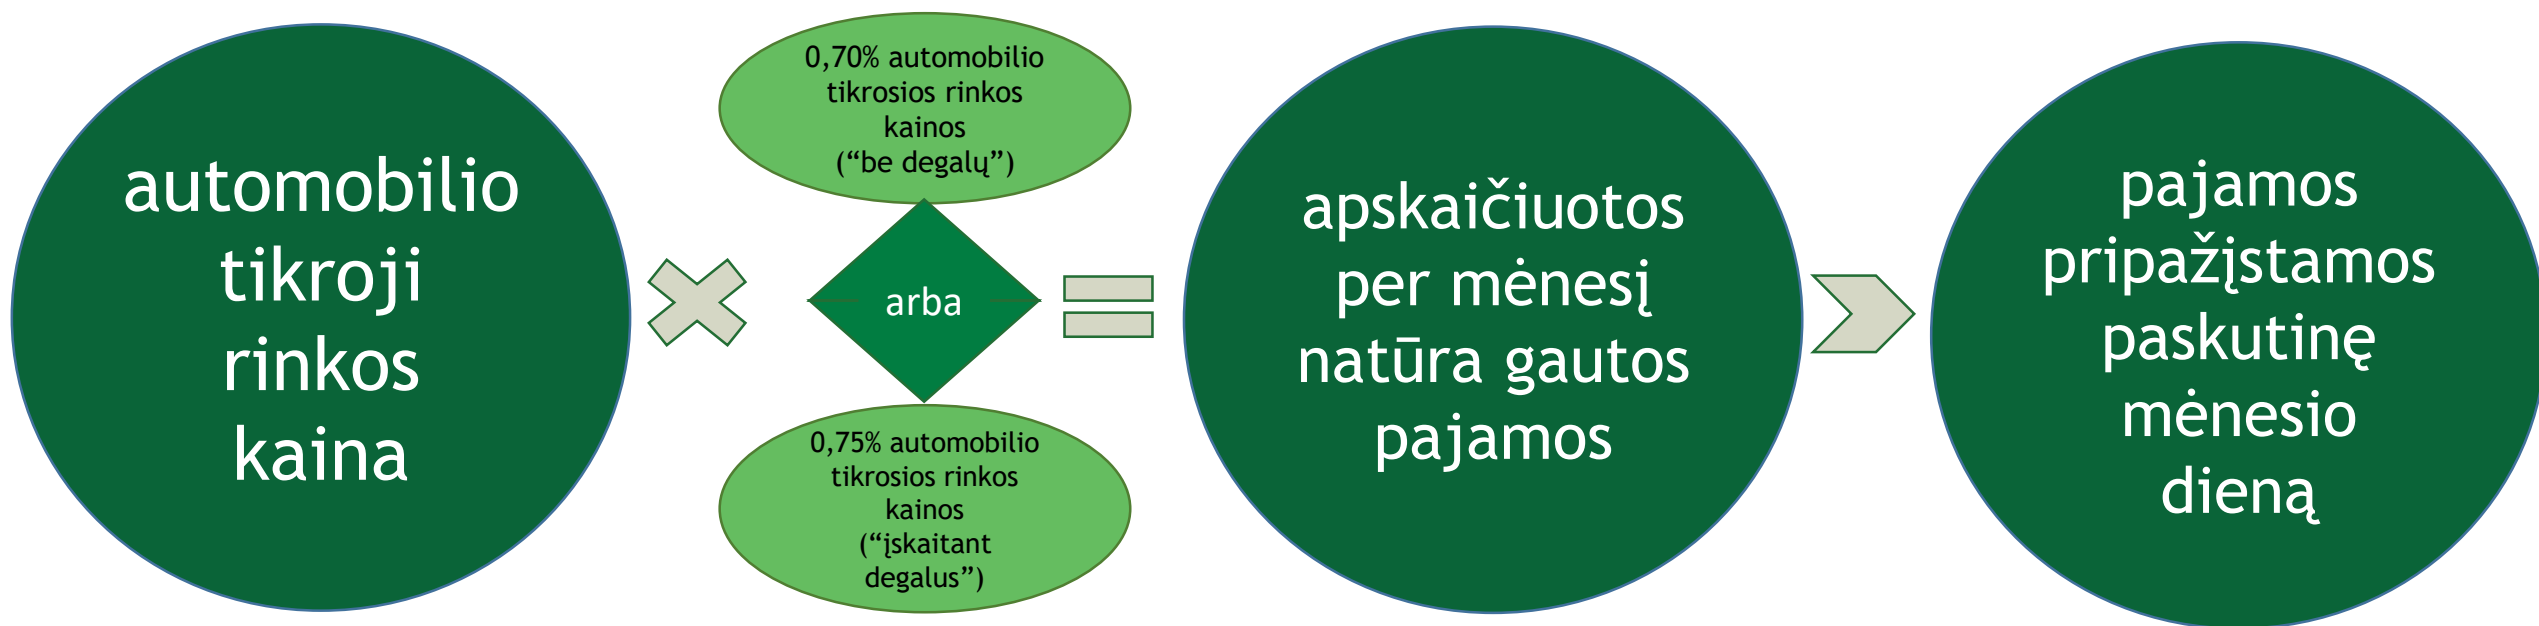 automobilio
tikroji
rinkos
kaina
0,70% automobilio
tikrosios rinkos
kainos
(“be degalų”)
arba
0,75% automobilio
tikrosios rinkos
kainos
(“įskaitant
degalus”)
apskaičiuotos
per mėnesį
natūra gautos
pajamos
pajamos
pripažįstamos
paskutinę
mėnesio
dieną